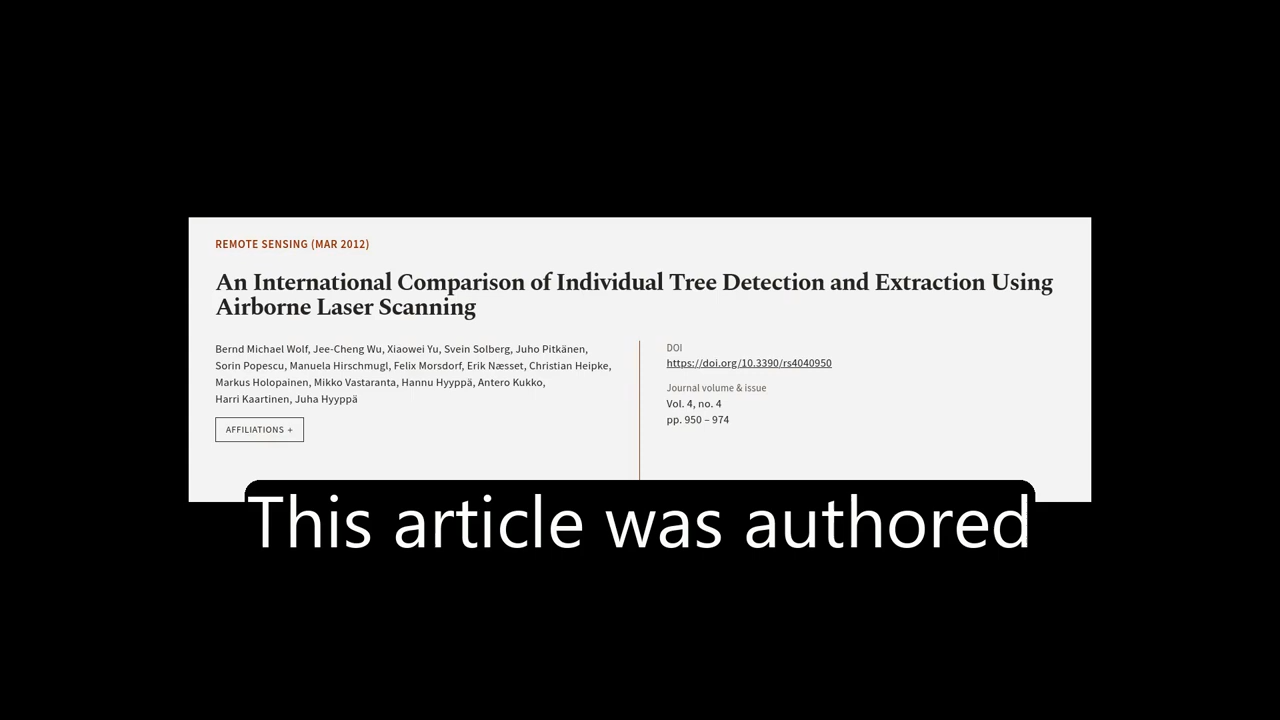 REMOTE SENSING (MAR 2012)
An International Comparison of Individual Tree Detection and Extraction Using
Airborne Laser Scanning
Bernd Michael Wolf, Jee-Cheng Wu, Xiaowei Yu, Svein Solberg, Juho Pitkänen,
Sorin Popescu, Manuela Hirschmugl, Felix Morsdorf, Erik Næsset, Christian Heipke,
Markus Holopainen, Mikko Vastaranta, Hannu Hyyppä, Antero Kukko,
Harri Kaartinen, Juha Hyyppä
AFFILIATIONS +
DOI
https://doi.org/10.3390/rs4040950
Journal volume & issue
Vol. 4, no. 4
pp. 950 – 974
This article was authored